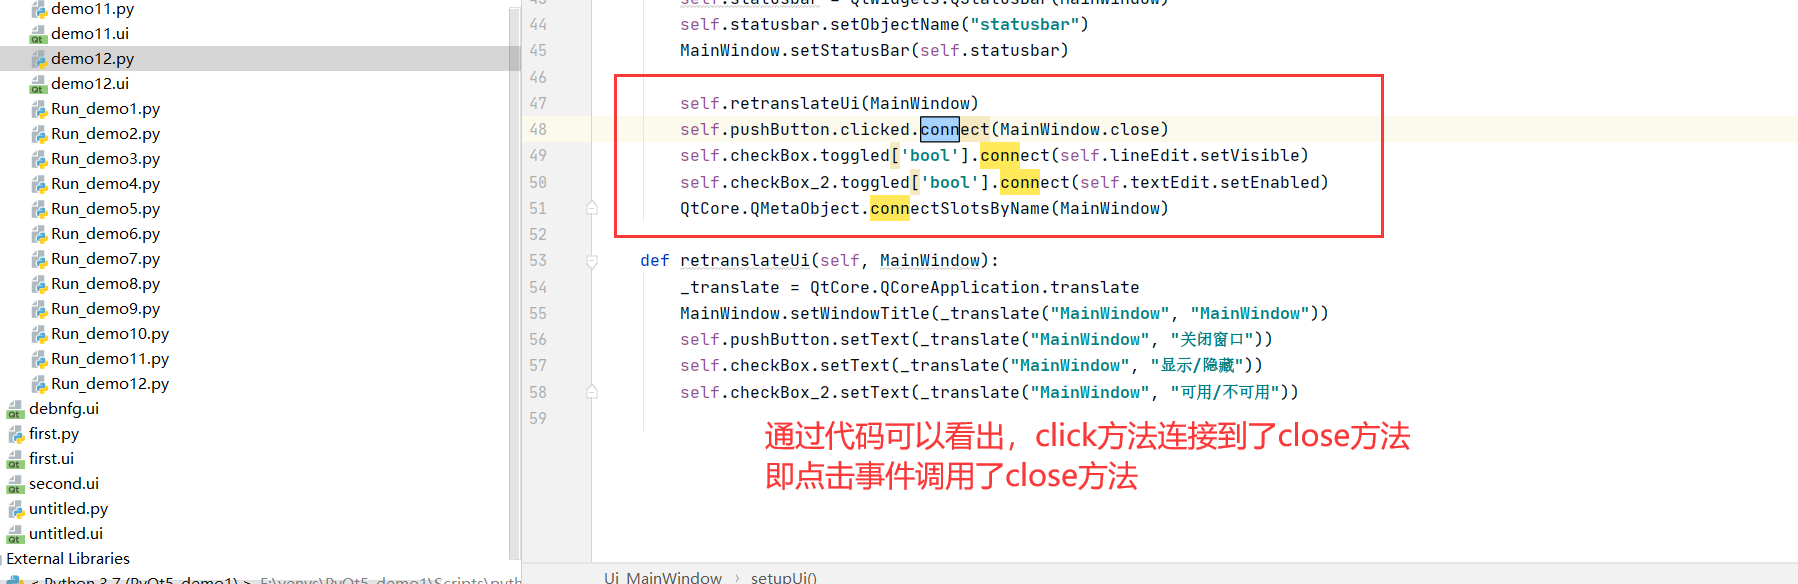 demo11.py
demo11.ui
demo12.py
demo12.ui
Run_demo1.py
Run_demo2.py
Run_demo3.py
Run_demo4.py
Run_demo5.py
Run_demo6.py
Run_demo7.py
Run_demo8.py
Run_demo9.py
Run_demo10.py
Run_demo11.py
Run_demo12.py
debnfg.ui
first.py
first.ui
second.ui
untitled.py
untitled.ui
External Libraries
< Python 3.7 (PyQt5_demo1) > E:\venvs\PyQt5_demo1\Scripts\pyth
43 self.statusbar = QtWidgets.QStatusBar(MainWindow)
44 self.statusbar.setObjectName("statusbar")
45 MainWindow.setStatusBar(self.statusbar)
46
47 self.retranslateUi(MainWindow)
48 self.pushButton.clicked.connect(MainWindow.close)
49 self.checkBox.toggled['bool'].connect(self.lineEdit.setVisible)
50 self.checkBox_2.toggled['bool'].connect(self.textEdit.setEnabled)
51 QtCore.QMetaObject.connectSlotsByName(MainWindow)
52
53 def retranslateUi(self, MainWindow):
54 _translate = QtCore.QCoreApplication.translate
55 MainWindow.setWindowTitle(_translate("MainWindow", "MainWindow"))
56 self.pushButton.setText(_translate("MainWindow", "关闭窗口"))
57 self.checkBox.setText(_translate("MainWindow", "显示/隐藏"))
58 self.checkBox_2.setText(_translate("MainWindow", "可用/不可用"))
59
通过代码可以看出，click方法连接到了close方法
即点击事件调用了close方法
Ui_MainWindow › setupUi()